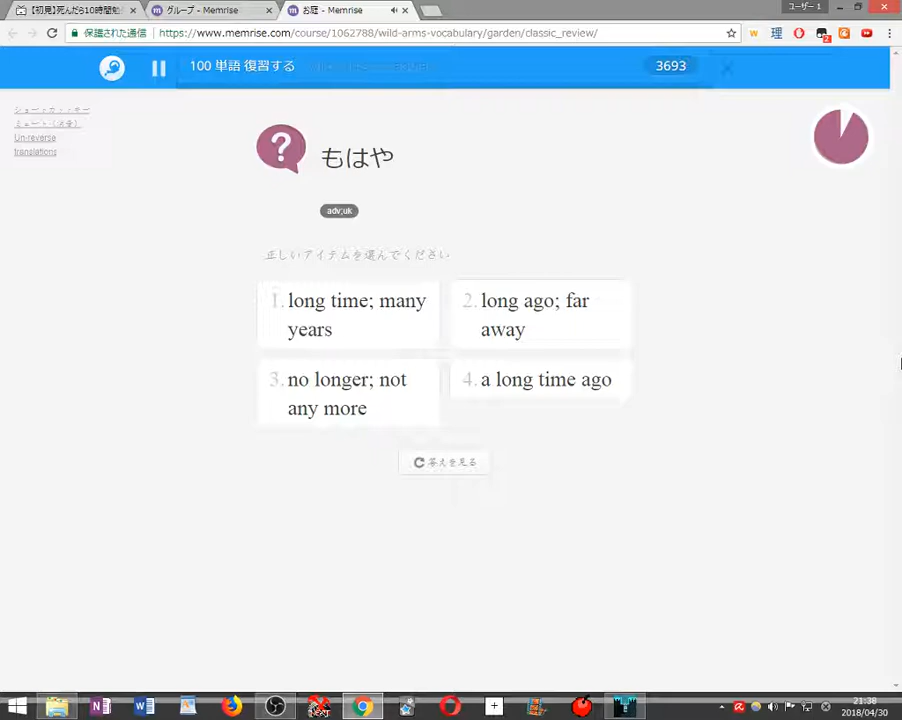 【初見】死んだら10時間勉
グループ - Memrise
お庭 - Memrise
ユーザー 1
保護された通信
https://www.memrise.com/course/1062788/wild-arms-vocabulary/garden/classic_review/
100 単語 復習する
3693
Un-reverse
translations
もはや
adv;uk
正しいアイテムを選んでください
1. long time; many
years
2. long ago; far
away
3. no longer; not
any more
4. a long time ago
答えを見る
21:38
2018/04/30